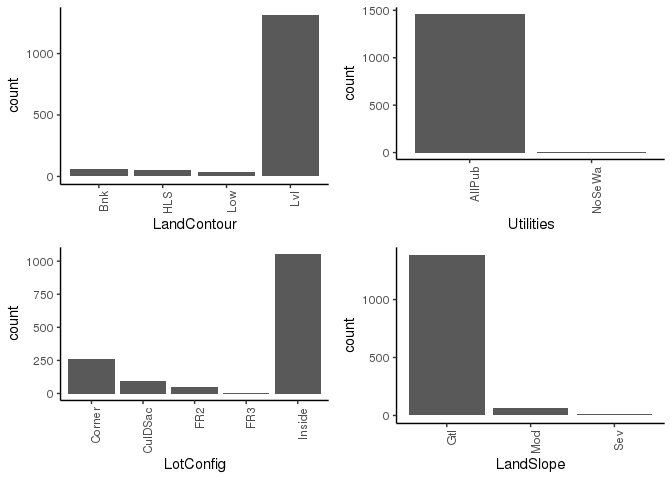 count
1000
500
0
Bnk
HLS
Low
Lvl
LandContour
count
1500
1000
500
0
AllPub
NoSeWa
Utilities
count
1000
750
500
250
0
Corner
CulDSac
FR2
FR3
Inside
LotConfig
count
1000
500
0
Gtl
Mod
Sev
LandSlope